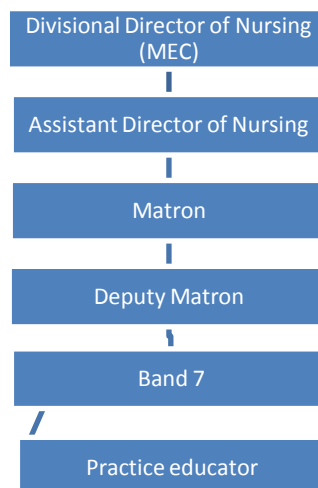 Divisional Director of Nursing
(MEC)
Assistant Director of Nursing
Matron
Deputy Matron
Band 7
Practice educator